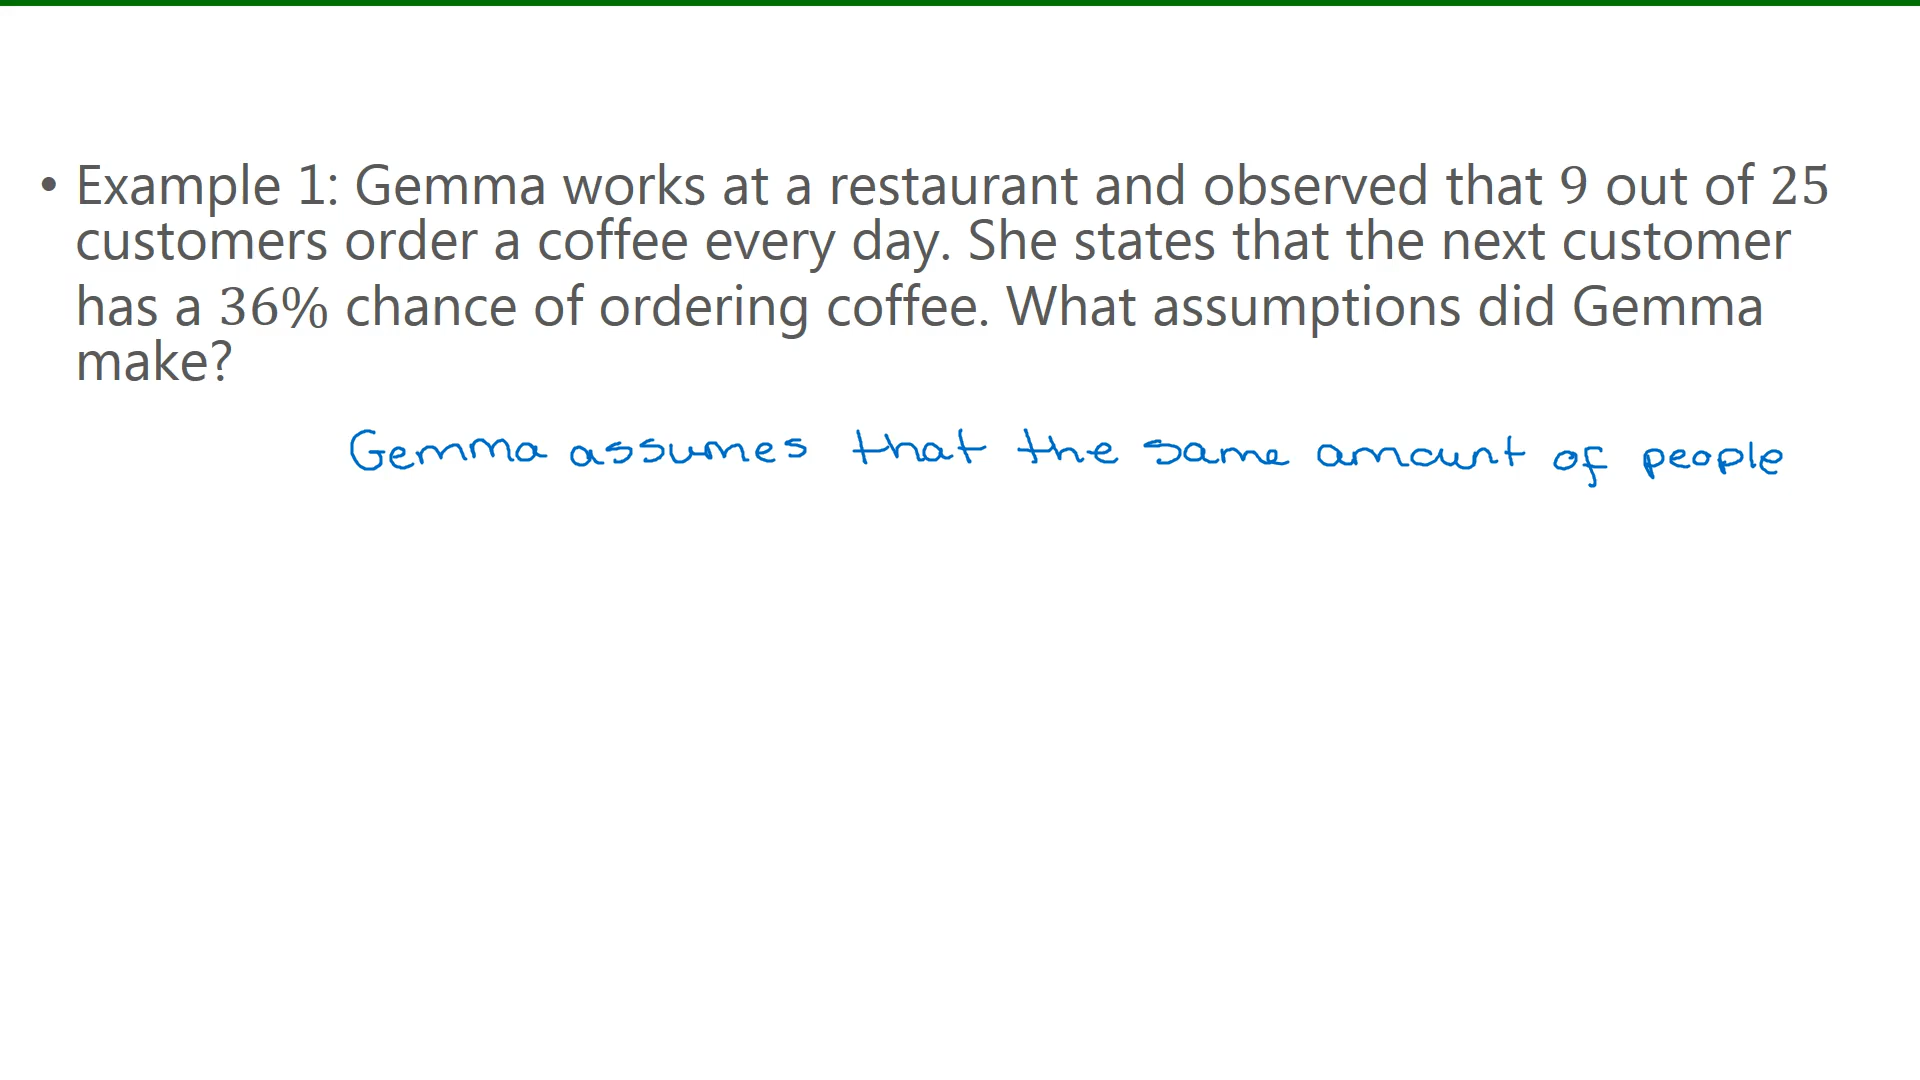 • Example 1: Gemma works at a restaurant and observed that 9 out of 25
customers order a coffee every day. She states that the next customer
has a 36% chance of ordering coffee. What assumptions did Gemma
make?
Gemma assumes that the same amount of people